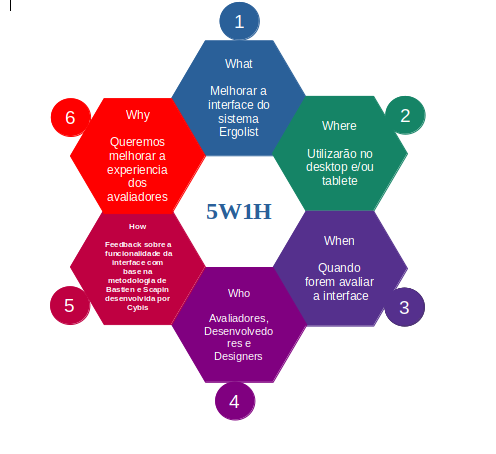 1
What
Melhorar a
interface do
sistema
Ergolist
2
Where
Utilizarão no
desktop e/ou
tablete
3
When
Quando
forem avaliar
a interface
4
Who
Avaliadores,
Desenvolvedo
res e
Designers
5
How
Feedback sobre a
funcionalidade da
interface com
base na
metodologia de
Bastien e Scapin
desenvolvida por
Cybis
6
Why
Queremos
melhorar a
experiencia
dos
avaliadores
5W1H